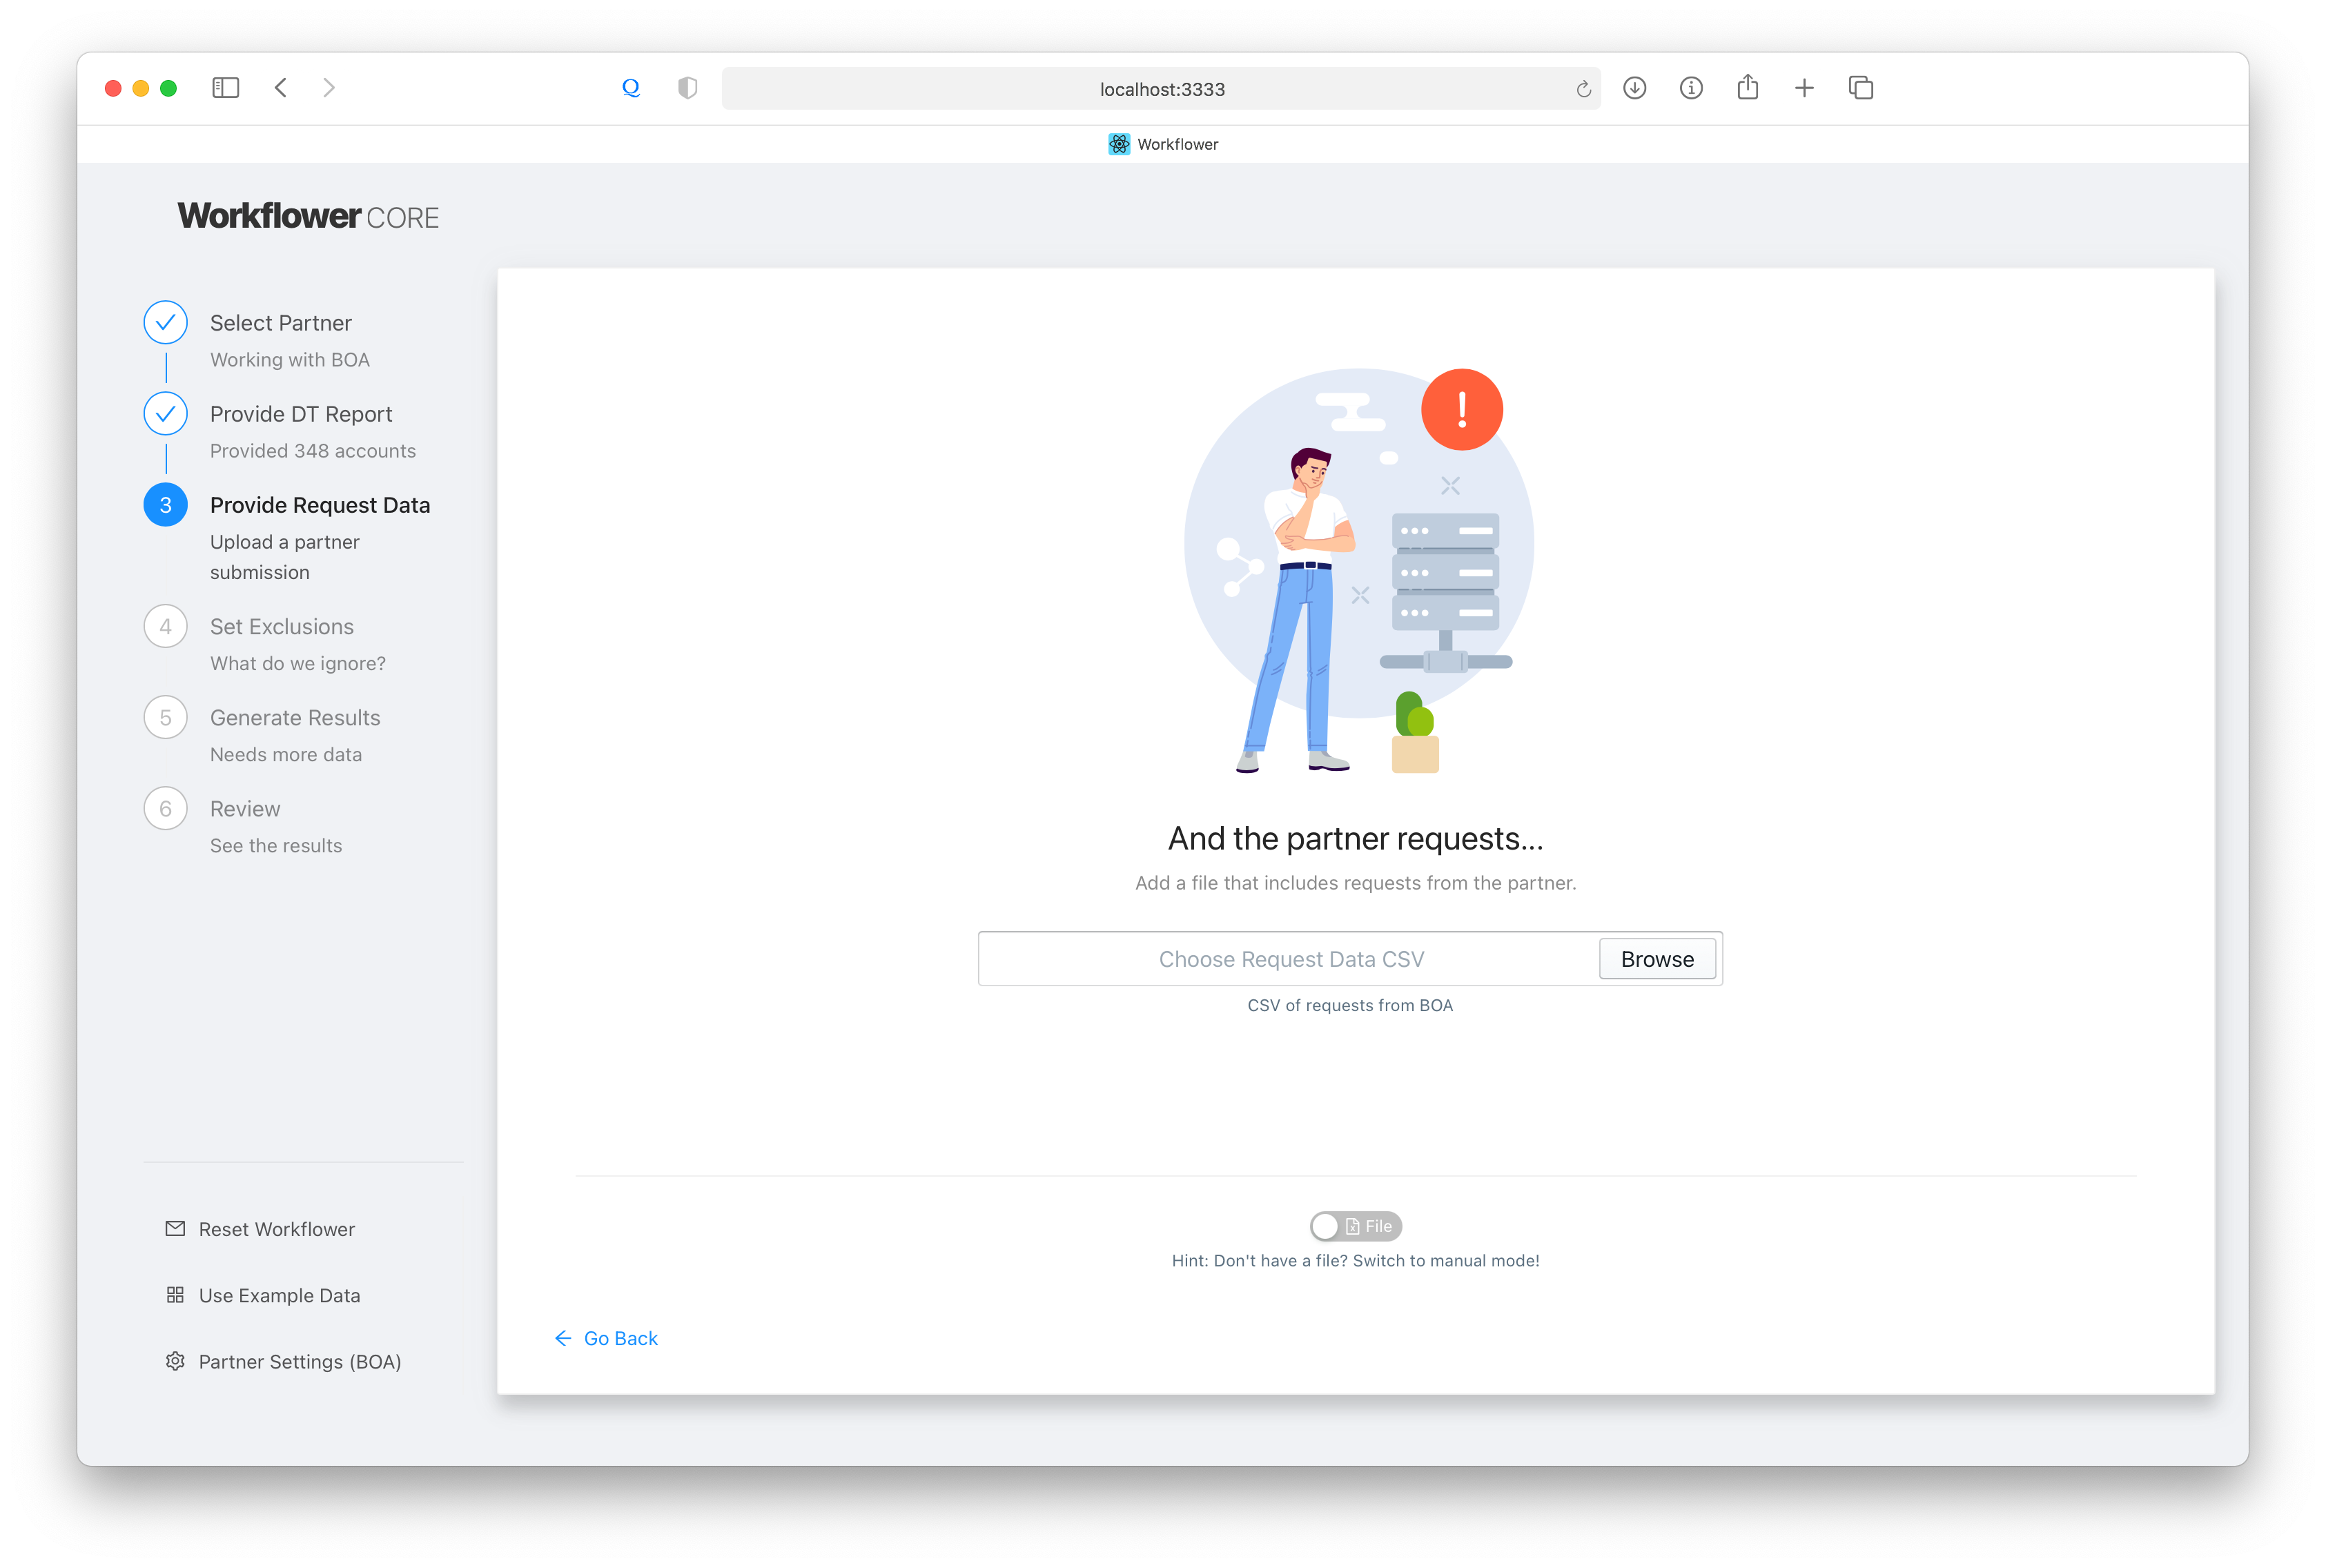 localhost:3333
Workflower
Workflower CORE
Select Partner
Working with BOA
Provide DT Report
Provided 348 accounts
3
Provide Request Data
Upload a partner
submission
4
Set Exclusions
What do we ignore?
5
Generate Results
Needs more data
6
Review
See the results
Reset Workflower
Use Example Data
Partner Settings (BOA)
!
And the partner requests...
Add a file that includes requests from the partner.
Choose Request Data CSV
Browse
CSV of requests from BOA
File
Hint: Don't have a file? Switch to manual mode!
Go Back